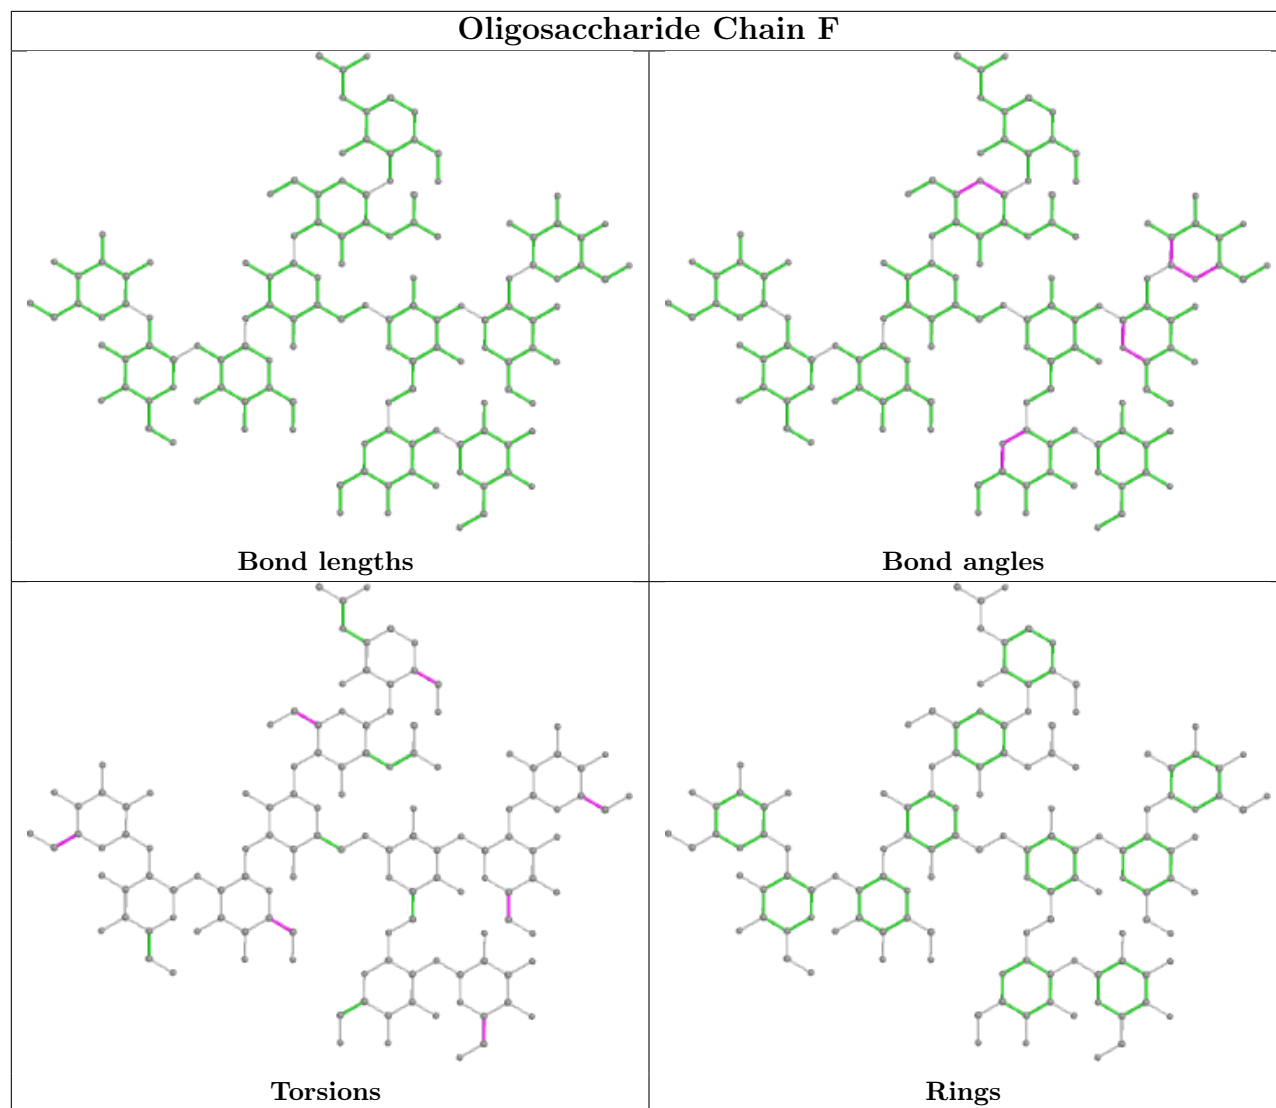 Oligosaccharide Chain F
Bond lengths
Bond angles
Torsions
Rings